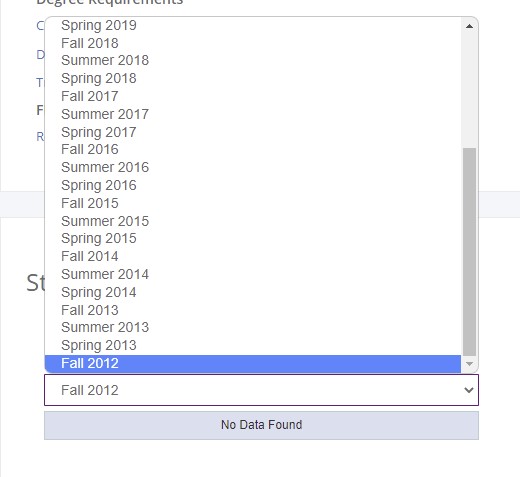 Degree Requirements
Spring 2019
Fall 2018
Summer 2018
Spring 2018
Fall 2017
Summer 2017
Spring 2017
Fall 2016
Summer 2016
Spring 2016
Fall 2015
Summer 2015
Spring 2015
Fall 2014
Summer 2014
Spring 2014
Fall 2013
Summer 2013
Spring 2013
Fall 2012
Fall 2012
No Data Found